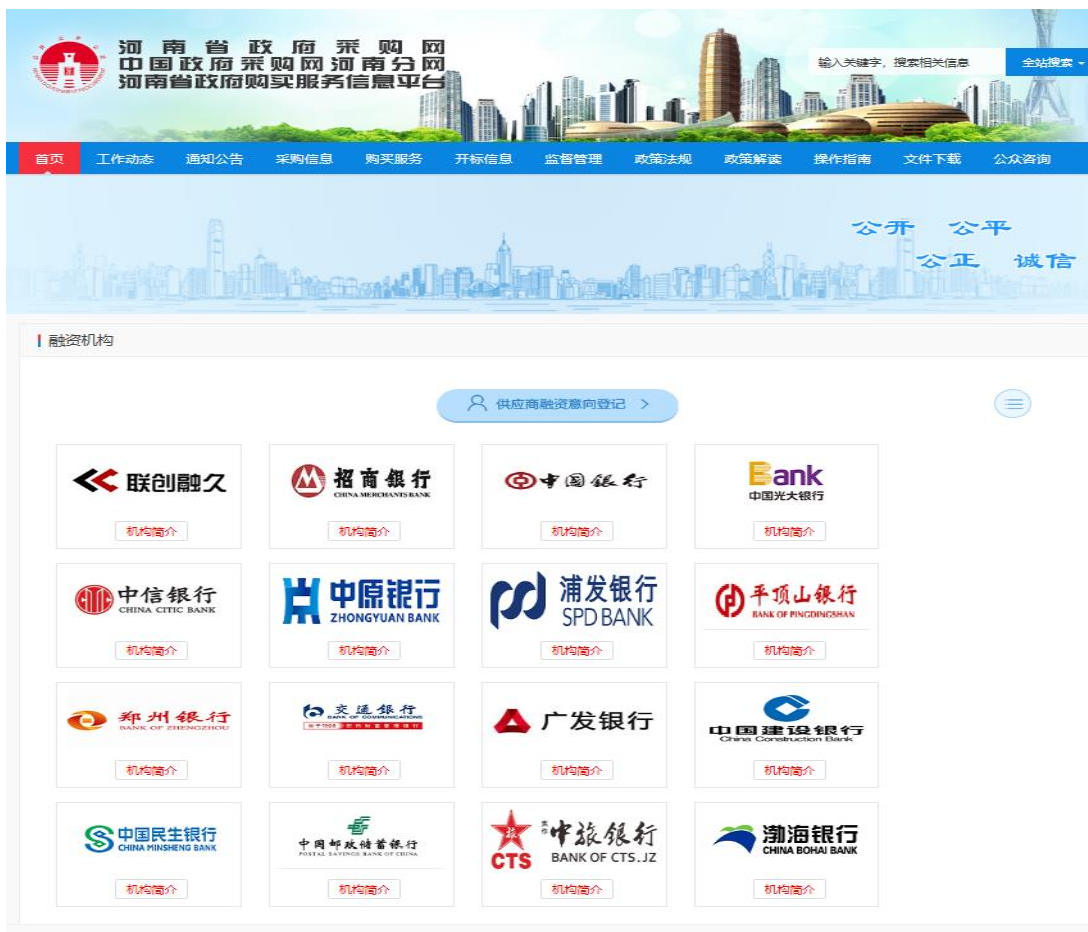 河南省政府采购网
中国政府采购网河南分网
河南省政府购买服务信息平台
输入关键字，搜索相关信息 全站搜索
首页 工作动态 通知公告 采购信息 购买服务 开标信息 监督管理 政策法规 政策解读 操作指南 文件下载 公众咨询
公开 公平
公正 诚信
融资机构
供应商融资意向登记 >
联创融久
机构简介
招商银行
CHINA MERCHANTS BANK
机构简介
中国银行
机构简介
Bank
中国光大银行
机构简介
中信银行
CHINA CITIC BANK
机构简介
中原银行
ZHONGYUAN BANK
机构简介
浦发银行
SPD BANK
机构简介
平顶山银行
BANK OF PINGDINGSHAN
机构简介
郑州银行
BANK OF ZHENGZHOU
机构简介
交通银行
BANK OF COMMUNICATIONS
机构简介
广发银行
机构简介
中国建设银行
China Construction Bank
机构简介
中国民生银行
CHINA MINSHENG BANK
机构简介
中国邮政储蓄银行
POSTAL SAVINGS BANK OF CHINA
机构简介
旅
CTS
焦作中旅银行
BANK OF CTS.JZ
机构简介
渤海银行
CHINA BOHAI BANK
机构简介